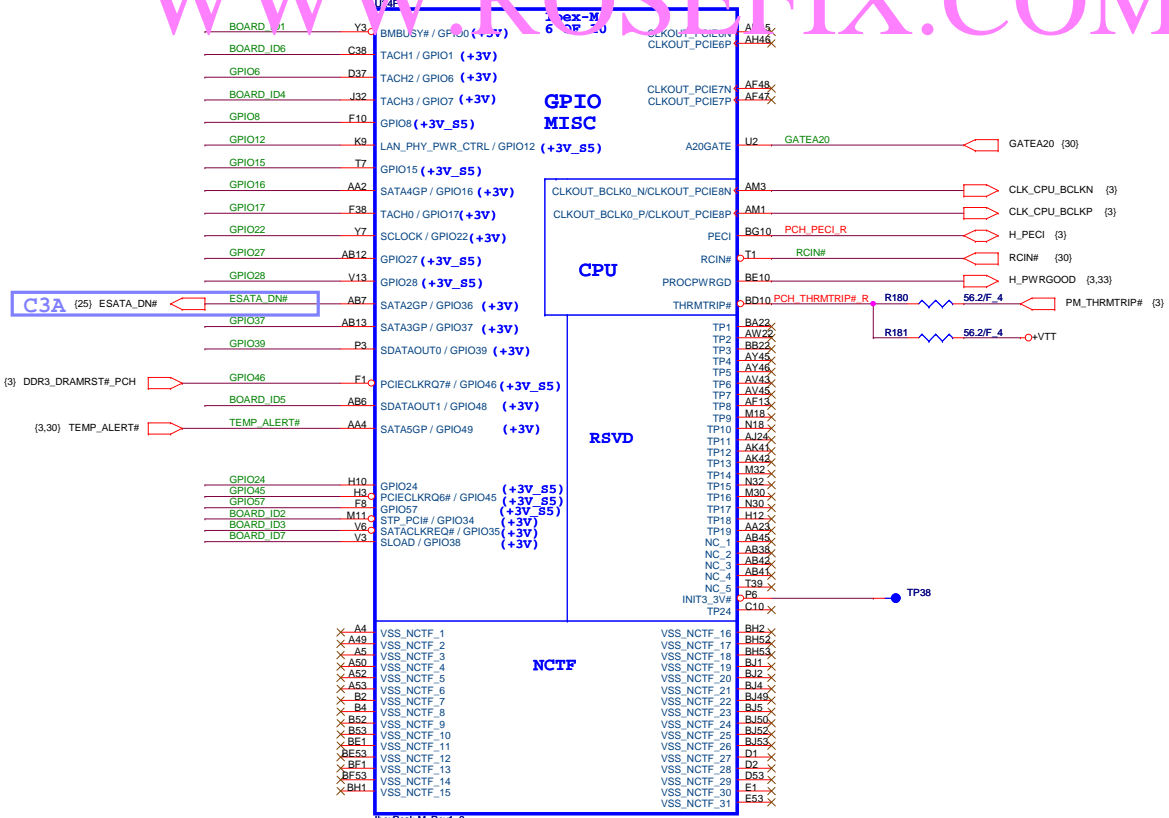 WWW.ROSEFIX.COM
U14F
Ibex-M
6 OF 10
BOARD_ID1 Y3 BMBUSY# / GPIO0 (+3V)
BOARD_ID6 C38 TACH1 / GPIO1 (+3V)
GPIO6 D37 TACH2 / GPIO6 (+3V)
BOARD_ID4 J32 TACH3 / GPIO7 (+3V)
GPIO8 F10 GPIO8 (+3V_S5)
GPIO12 K9 LAN_PHY_PWR_CTRL / GPIO12 (+3V_S5)
GPIO15 T7 GPIO15 (+3V_S5)
GPIO16 AA2 SATA4GP / GPIO16 (+3V)
GPIO17 F38 TACH0 / GPIO17 (+3V)
GPIO22 Y7 SCLOCK / GPIO22 (+3V)
GPIO27 AB12 GPIO27 (+3V_S5)
GPIO28 V13 GPIO28 (+3V_S5)
C3A {25} ESATA_DN# ESATA_DN# AB7 SATA2GP / GPIO36 (+3V)
GPIO37 AB13 SATA3GP / GPIO37 (+3V)
GPIO39 P3 SDATAOUT0 / GPIO39 (+3V)
{3} DDR3_DRAMRST#_PCH GPIO46 F1 PCIECLKRQ7# / GPIO46 (+3V_S5)
BOARD_ID5 AB6 SDATAOUT1 / GPIO48 (+3V)
{3,30} TEMP_ALERT# TEMP_ALERT# AA4 SATA5GP / GPIO49 (+3V)
GPIO24 H10 GPIO24 (+3V_S5)
GPIO45 H3 PCIECLKRQ6# / GPIO45 (+3V_S5)
GPIO57 F8 GPIO57 (+3V_S5)
BOARD_ID2 M11 STP_PCI# / GPIO34 (+3V)
BOARD_ID3 V6 SATACLKREQ# / GPIO35 (+3V)
BOARD_ID7 V3 SLOAD / GPIO38 (+3V)
GPIO
MISC
CPU
RSVD
NCTF
CLKOUT_PCIE6N
CLKOUT_PCIE6P AH46
CLKOUT_PCIE7N AF48
CLKOUT_PCIE7P AF47
A20GATE U2 GATEA20 GATEA20 {30}
CLKOUT_BCLK0_N/CLKOUT_PCIE8N AM3 CLK_CPU_BCLKN {3}
CLKOUT_BCLK0_P/CLKOUT_PCIE8P AM1 CLK_CPU_BCLKP {3}
PECI BG10 PCH_PECI_R H_PECI {3}
RCIN# T1 RCIN# RCIN# {30}
PROCPWRGD BE10 H_PWRGOOD {3,33}
THRMTRIP# BD10 PCH_THRMTRIP#_R R180 56.2/F_4 PM_THRMTRIP# {3}
R181 56.2/F_4 +VTT
TP1 BA22
TP2 AW22
TP3 BB22
TP4 AY45
TP5 AY46
TP6 AV43
TP7 AV45
TP8 AF13
TP9 M18
TP10 N18
TP11 AJ24
TP12 AK41
TP13 AK42
TP14 M32
TP15 N32
TP16 M30
TP17 N30
TP18 H12
TP19 AA23
NC_1 AB45
NC_2 AB38
NC_3 AB42
NC_4 AB41
NC_5 T39
INIT3_3V# P6 TP38
TP24 C10
A4 VSS_NCTF_1
A49 VSS_NCTF_2
A5 VSS_NCTF_3
A50 VSS_NCTF_4
A52 VSS_NCTF_5
A53 VSS_NCTF_6
B2 VSS_NCTF_7
B4 VSS_NCTF_8
B52 VSS_NCTF_9
B53 VSS_NCTF_10
BE1 VSS_NCTF_11
BE53 VSS_NCTF_12
BF1 VSS_NCTF_13
BF53 VSS_NCTF_14
BH1 VSS_NCTF_15
VSS_NCTF_16 BH2
VSS_NCTF_17 BH52
VSS_NCTF_18 BH53
VSS_NCTF_19 BJ1
VSS_NCTF_20 BJ2
VSS_NCTF_21 BJ4
VSS_NCTF_22 BJ49
VSS_NCTF_23 BJ5
VSS_NCTF_24 BJ50
VSS_NCTF_25 BJ52
VSS_NCTF_26 BJ53
VSS_NCTF_27 D1
VSS_NCTF_28 D2
VSS_NCTF_29 D53
VSS_NCTF_30 E1
VSS_NCTF_31 E53